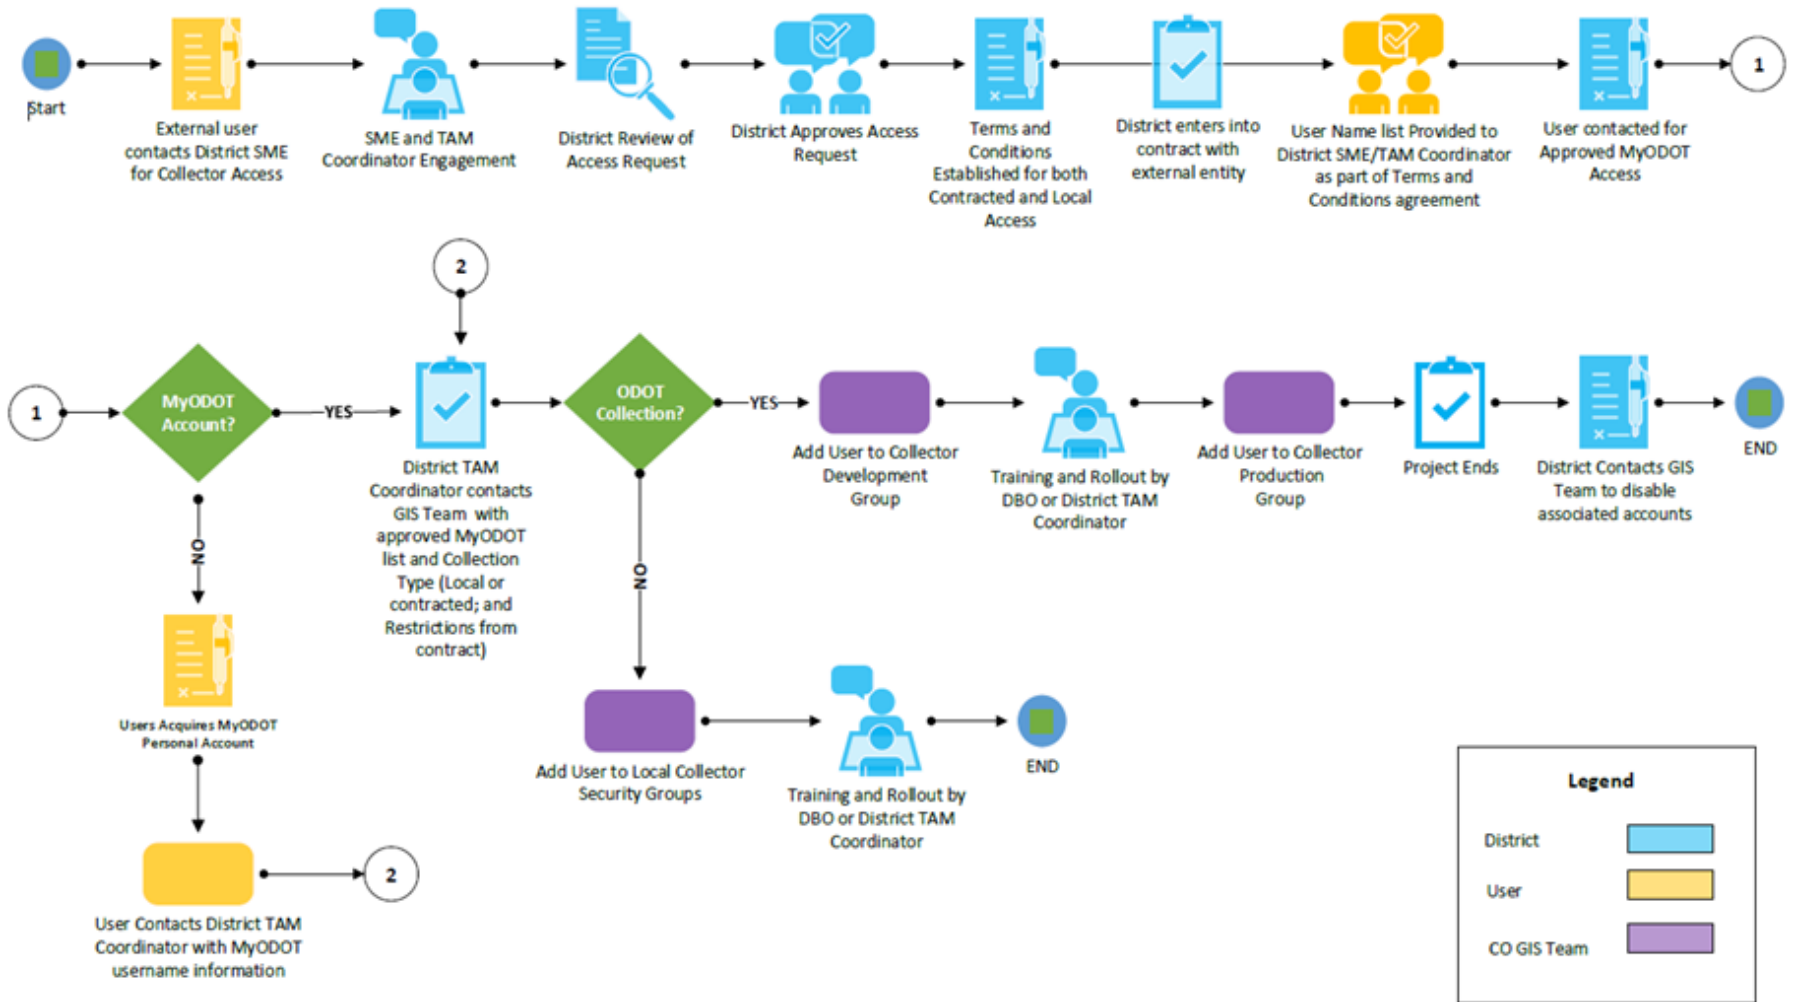 Start
External user
contacts District SME
for Collector Access
SME and TAM
Coordinator Engagement
District Review of
Access Request
District Approves Access
Request
Terms and
Conditions
Established for both
Contracted and Local
Access
District enters into
contract with
external entity
User Name list Provided to
District SME/TAM Coordinator
as part of Terms and
Conditions agreement
User contacted for
Approved MyODOT
Access
1
2
1
MyODOT
Account?
YES
District TAM
Coordinator contacts
GIS Team with
approved MyODOT
list and Collection
Type (Local or
contracted; and
Restrictions from
contract)
ODOT
Collection?
YES
Add User to Collector
Development
Group
Training and Rollout by
DBO or District TAM
Coordinator
Add User to Collector
Production
Group
Project Ends
District Contacts GIS
Team to disable
associated accounts
END
NO
Users Acquires MyODOT
Personal Account
User Contacts District TAM
Coordinator with MyODOT
username information
2
NO
Add User to Local Collector
Security Groups
Training and Rollout by
DBO or District TAM
Coordinator
END
Legend
District
User
CO GIS Team